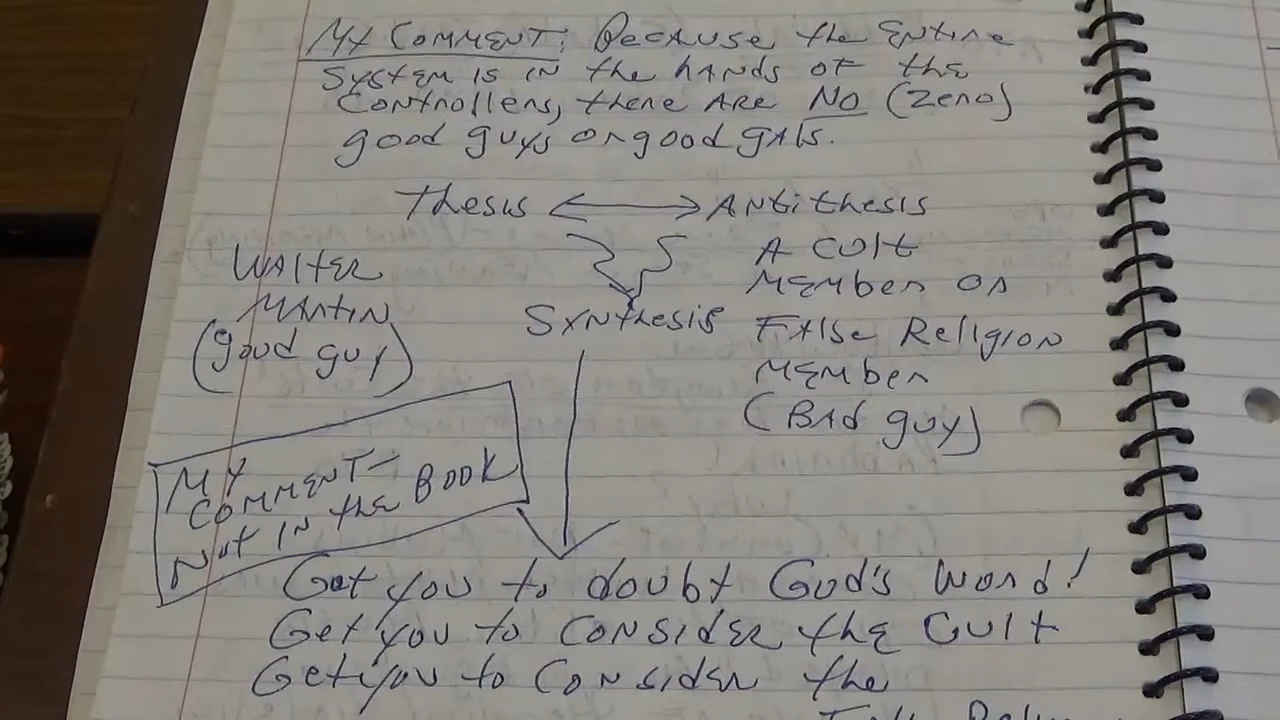 MY COMMENT: BECAUSE the ENTIRE
SYSTEM IS IN the hANDS OF the
CONTROllERS, thERE ARE NO (ZERO)
good guys OR good gAls.
thESIS ANtIthESIS
WALTER
MARTIN
(good guy)
A CUlt
MEMbER OR
FAlSE RElIgION
MEMbER
(BAd guy)
SYNthESIS
MY
COMMENT-
Not IN the BOOK
Get you to doubt God's WORd!
Get you to CONSIDER the CUlt
Get you to CONSIDER the